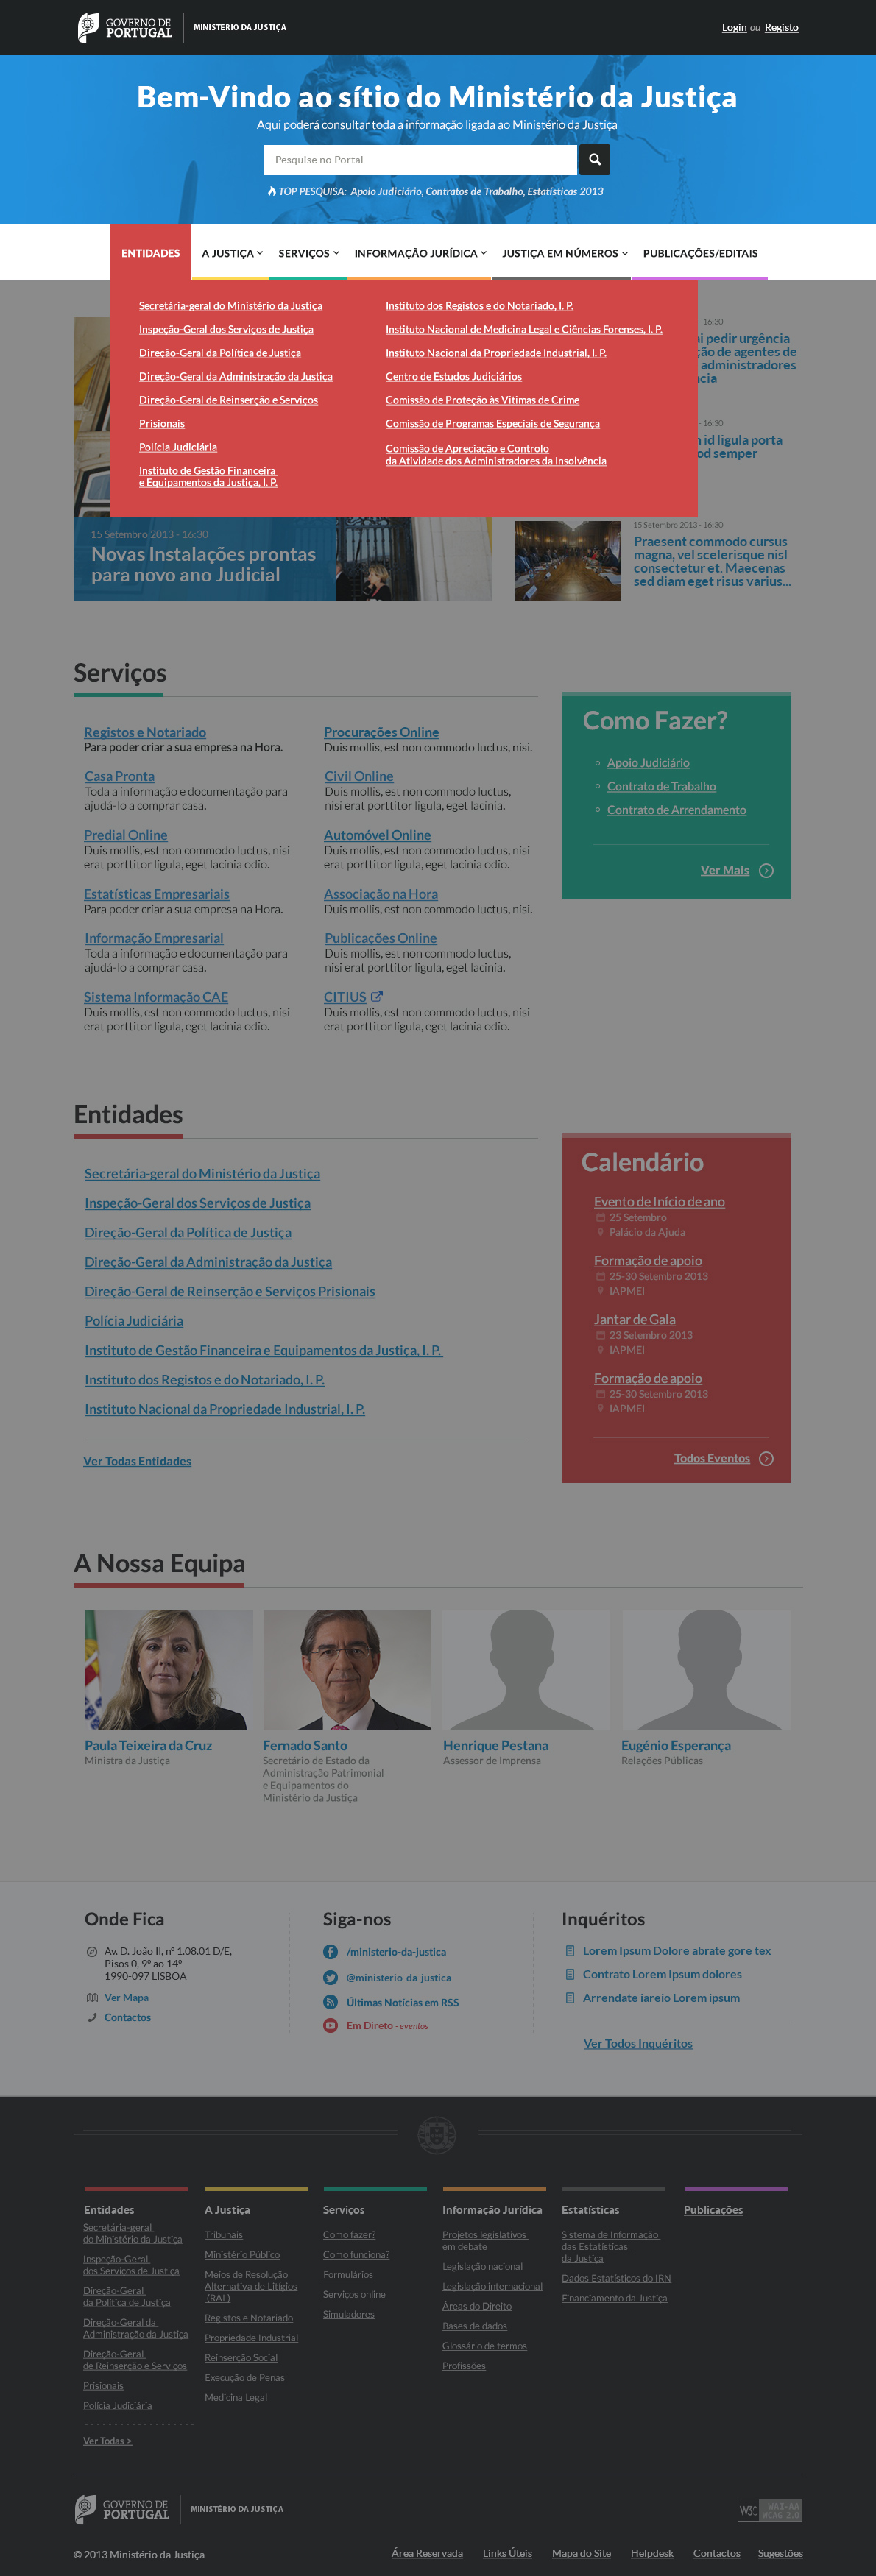 GOVERNO DE
PORTUGAL
MINISTÉRIO DA JUSTIÇA
Login ou Registo
Bem-Vindo ao sítio do Ministério da Justiça
Aqui poderá consultar toda a informação ligada ao Ministério da Justiça
Pesquise no Portal
TOP PESQUISA: Apoio Judiciário, Contratos de Trabalho, Estatísticas 2013
ENTIDADES A JUSTIÇA SERVIÇOS INFORMAÇÃO JURÍDICA JUSTIÇA EM NÚMEROS PUBLICAÇÕES/EDITAIS
Secretária-geral do Ministério da Justiça
Inspeção-Geral dos Serviços de Justiça
Direção-Geral da Política de Justiça
Direção-Geral da Administração da Justiça
Direção-Geral de Reinserção e Serviços
Prisionais
Polícia Judiciária
Instituto de Gestão Financeira
e Equipamentos da Justiça, I. P.
Instituto dos Registos e do Notariado, I. P.
Instituto Nacional de Medicina Legal e Ciências Forenses, I. P.
Instituto Nacional da Propriedade Industrial, I. P.
Centro de Estudos Judiciários
Comissão de Proteção às Vitimas de Crime
Comissão de Programas Especiais de Segurança
Comissão de Apreciação e Controlo
da Atividade dos Administradores da Insolvência
- 16:30
pedir urgência
de agentes de
administradores
- 16:30
id ligula porta
semper
15 Setembro 2013 - 16:30
Novas Instalações prontas
para novo ano Judicial
15 Setembro 2013 - 16:30
Praesent commodo cursus
magna, vel scelerisque nisl
consectetur et. Maecenas
sed diam eget risus varius...
Serviços
Registos e Notariado
Para poder criar a sua empresa na Hora.
Casa Pronta
Toda a informação e documentação para
ajudá-lo a comprar casa.
Predial Online
Duis mollis, est non commodo luctus, nisi
erat porttitor ligula, eget lacinia odio.
Estatísticas Empresariais
Para poder criar a sua empresa na Hora.
Informação Empresarial
Toda a informação e documentação para
ajudá-lo a comprar casa.
Sistema Informação CAE
Duis mollis, est non commodo luctus, nisi
erat porttitor ligula, eget lacinia odio.
Procurações Online
Duis mollis, est non commodo luctus, nisi.
Civil Online
Duis mollis, est non commodo luctus,
nisi erat porttitor ligula, eget lacinia.
Automóvel Online
Duis mollis, est non commodo luctus, nisi
erat porttitor ligula, eget lacinia odio.
Associação na Hora
Duis mollis, est non commodo luctus, nisi.
Publicações Online
Duis mollis, est non commodo luctus,
nisi erat porttitor ligula, eget lacinia.
CITIUS
Duis mollis, est non commodo luctus, nisi
erat porttitor ligula, eget lacinia odio.
Como Fazer?
Apoio Judiciário
Contrato de Trabalho
Contrato de Arrendamento
Ver Mais
Entidades
Secretária-geral do Ministério da Justiça
Inspeção-Geral dos Serviços de Justiça
Direção-Geral da Política de Justiça
Direção-Geral da Administração da Justiça
Direção-Geral de Reinserção e Serviços Prisionais
Polícia Judiciária
Instituto de Gestão Financeira e Equipamentos da Justiça, I. P.
Instituto dos Registos e do Notariado, I. P.
Instituto Nacional da Propriedade Industrial, I. P.
Ver Todas Entidades
Calendário
Evento de Início de ano
25 Setembro
Palácio da Ajuda
Formação de apoio
25-30 Setembro 2013
IAPMEI
Jantar de Gala
23 Setembro 2013
IAPMEI
Formação de apoio
25-30 Setembro 2013
IAPMEI
Todos Eventos
A Nossa Equipa
Paula Teixeira da Cruz
Ministra da Justiça
Fernado Santo
Secretário de Estado da
Administração Patrimonial
e Equipamentos do
Ministério da Justiça
Henrique Pestana
Assessor de Imprensa
Eugénio Esperança
Relações Públicas
Onde Fica
Av. D. João II, nº 1.08.01 D/E,
Pisos 0, 9º ao 14º
1990-097 LISBOA
Ver Mapa
Contactos
Siga-nos
/ministerio-da-justica
@ministerio-da-justica
Últimas Notícias em RSS
Em Direto - eventos
Inquéritos
Lorem Ipsum Dolore abrate gore tex
Contrato Lorem Ipsum dolores
Arrendate iareio Lorem ipsum
Ver Todos Inquéritos
Entidades
Secretária-geral
do Ministério da Justiça
Inspeção-Geral
dos Serviços de Justiça
Direção-Geral
da Política de Justiça
Direção-Geral da
Administração da Justiça
Direção-Geral
de Reinserção e Serviços
Prisionais
Polícia Judiciária
Ver Todas >
A Justiça
Tribunais
Ministério Público
Meios de Resolução
Alternativa de Litígios
(RAL)
Registos e Notariado
Propriedade Industrial
Reinserção Social
Execução de Penas
Medicina Legal
Serviços
Como fazer?
Como funciona?
Formulários
Serviços online
Simuladores
Informação Jurídica
Projetos legislativos
em debate
Legislação nacional
Legislação internacional
Áreas do Direito
Bases de dados
Glossário de termos
Profissões
Estatísticas
Sistema de Informação
das Estatísticas
da Justiça
Dados Estatísticos do IRN
Financiamento da Justiça
Publicações
GOVERNO DE
PORTUGAL
MINISTÉRIO DA JUSTIÇA
W3C WAI-AA
WCAG 2.0
© 2013 Ministério da Justiça
Área Reservada Links Úteis Mapa do Site Helpdesk Contactos Sugestões